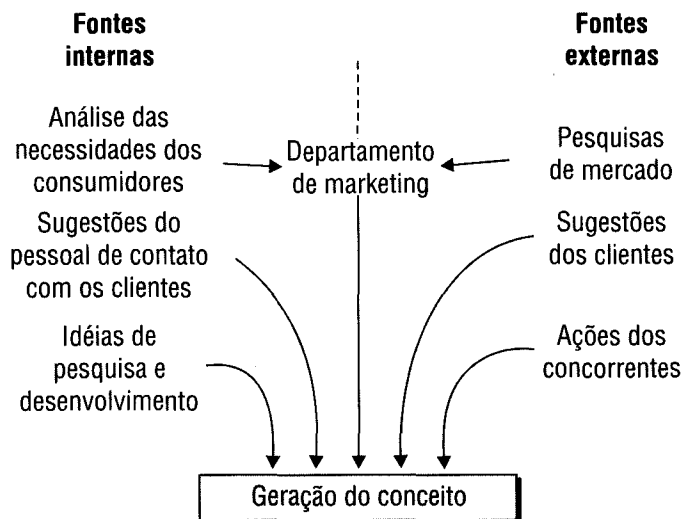 Fontes
internas
Fontes
externas
Análise das
necessidades dos
consumidores
Departamento
de marketing
Pesquisas
de mercado
Sugestões do
pessoal de contato
com os clientes
Sugestões
dos clientes
Idéias de
pesquisa e
desenvolvimento
Ações dos
concorrentes
Geração do conceito